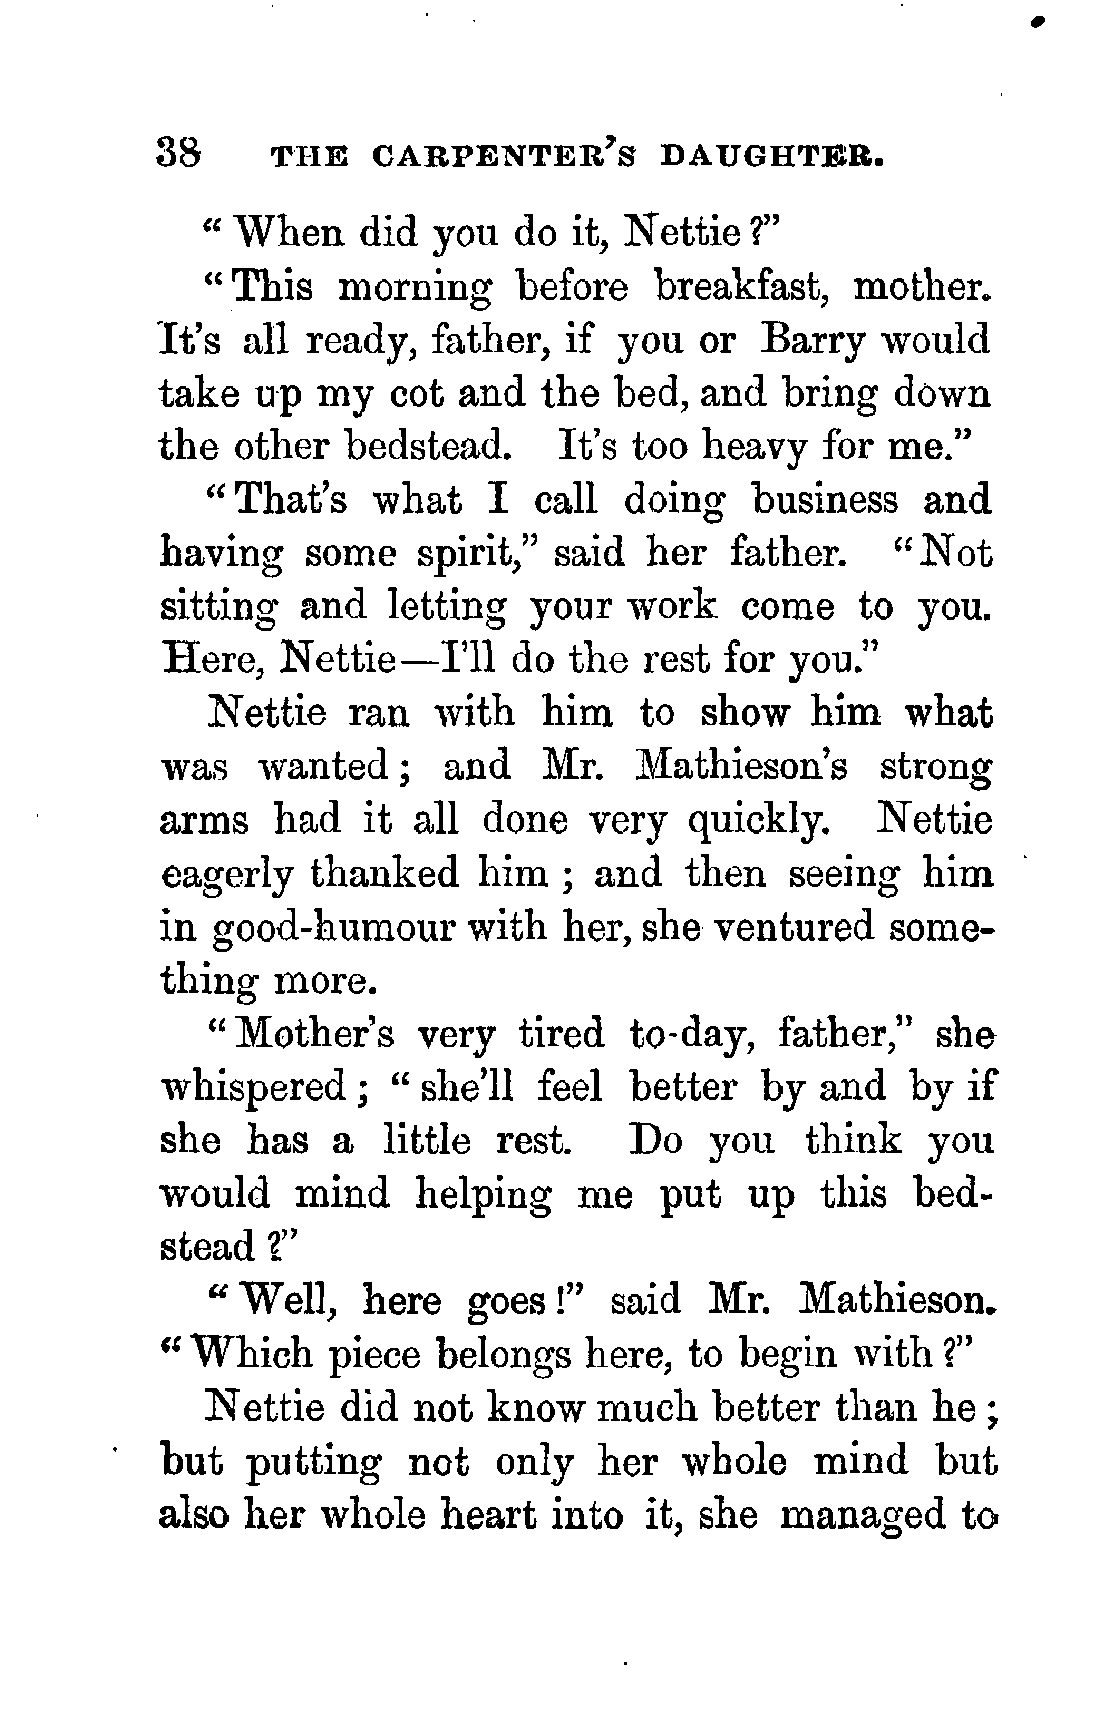 38 THE CARPENTER'S DAUGHTER.
" When did you do it, Nettie ?"
" This morning before breakfast, mother.
It's all ready, father, if you or Barry would
take up my cot and the bed, and bring down
the other bedstead. It's too heavy for me."
" That's what I call doing business and
having some spirit," said her father. " Not
sitting and letting your work come to you.
Here, Nettie—I'll do the rest for you."
Nettie ran with him to show him what
was wanted ; and Mr. Mathieson's strong
arms had it all done very quickly. Nettie
eagerly thanked him ; and then seeing him
in good-humour with her, she ventured some-
thing more.
" Mother's very tired to-day, father," she
whispered ; " she'll feel better by and by if
she has a little rest. Do you think you
would mind helping me put up this bed-
stead ?"
" Well, here goes !" said Mr. Mathieson.
" Which piece belongs here, to begin with ?"
Nettie did not know much better than he ;
but putting not only her whole mind but
also her whole heart into it, she managed to